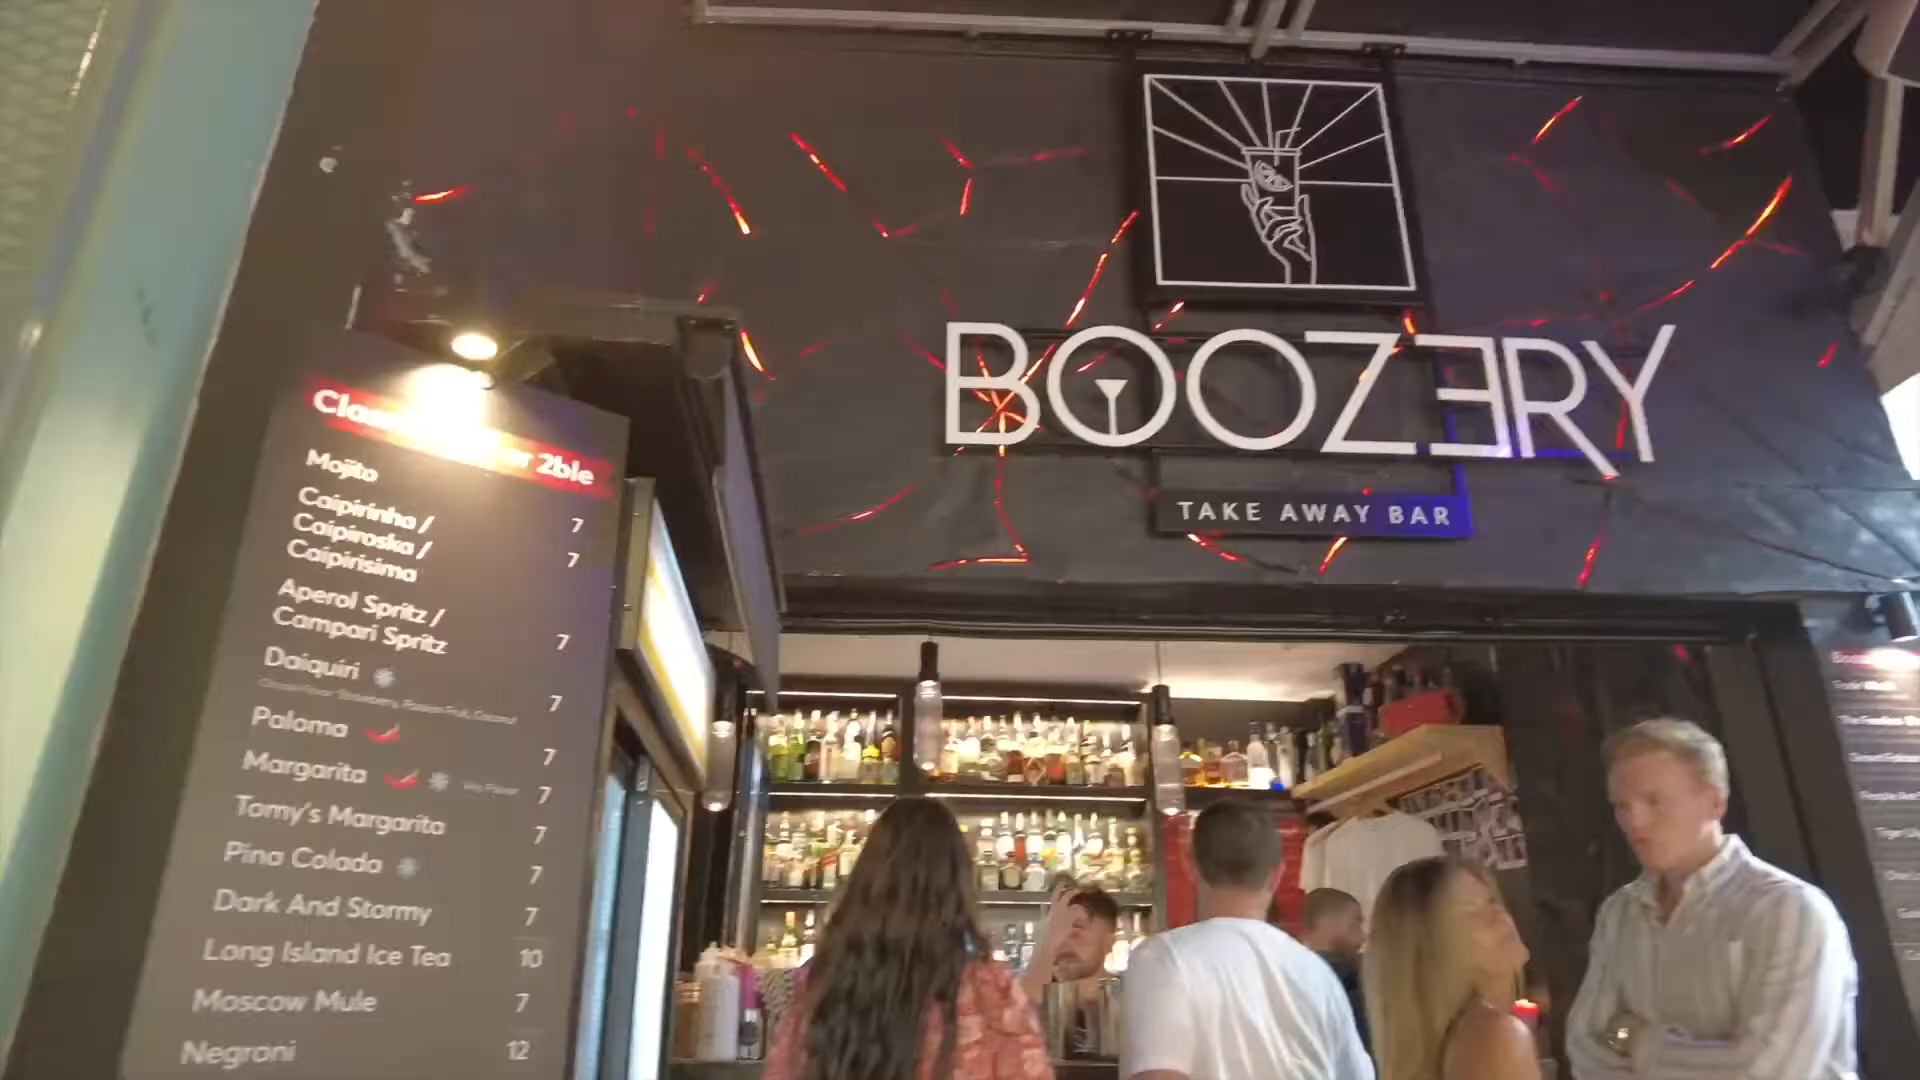 BOOZERY
TAKE AWAY BAR
2ble
Mojito 7
Caipirinha / 7
Caipiroska /
Caipirisima
Aperol Spritz / 7
Campari Spritz
Daiquiri 7
Paloma 7
Margarita 7
Tomy's Margarita 7
Pina Colada 7
Dark And Stormy 7
Long Island Ice Tea 10
Moscow Mule 7
Negroni 12